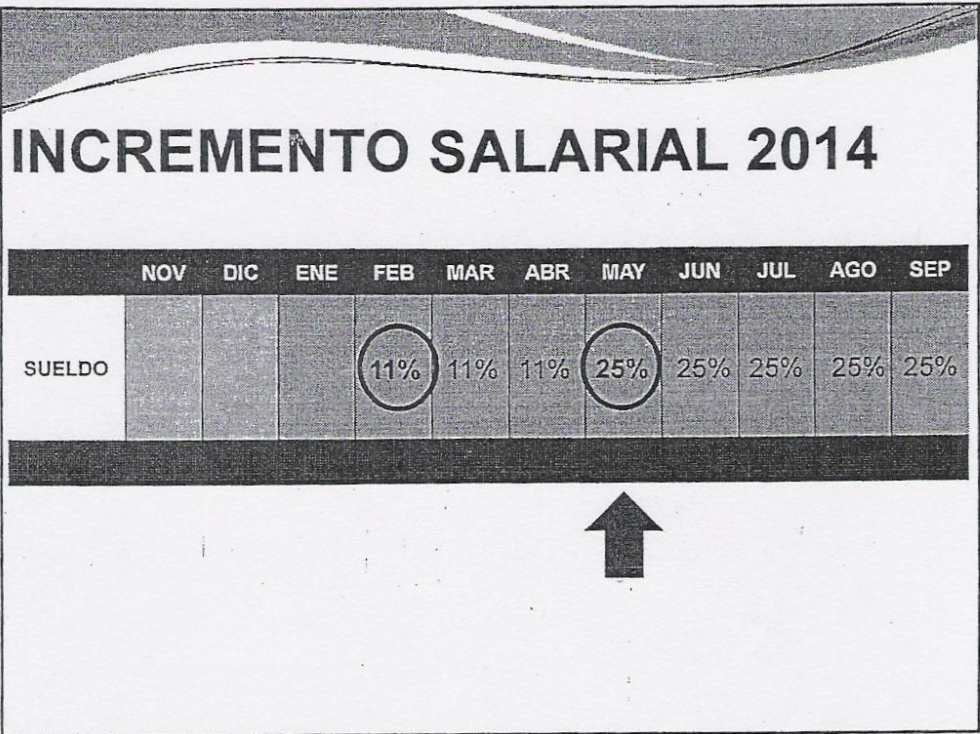 INCREMENTO SALARIAL 2014
NOV DIC ENE FEB MAR ABR MAY JUN JUL AGO SEP
SUELDO 11% 11% 11% 25% 25% 25% 25% 25%